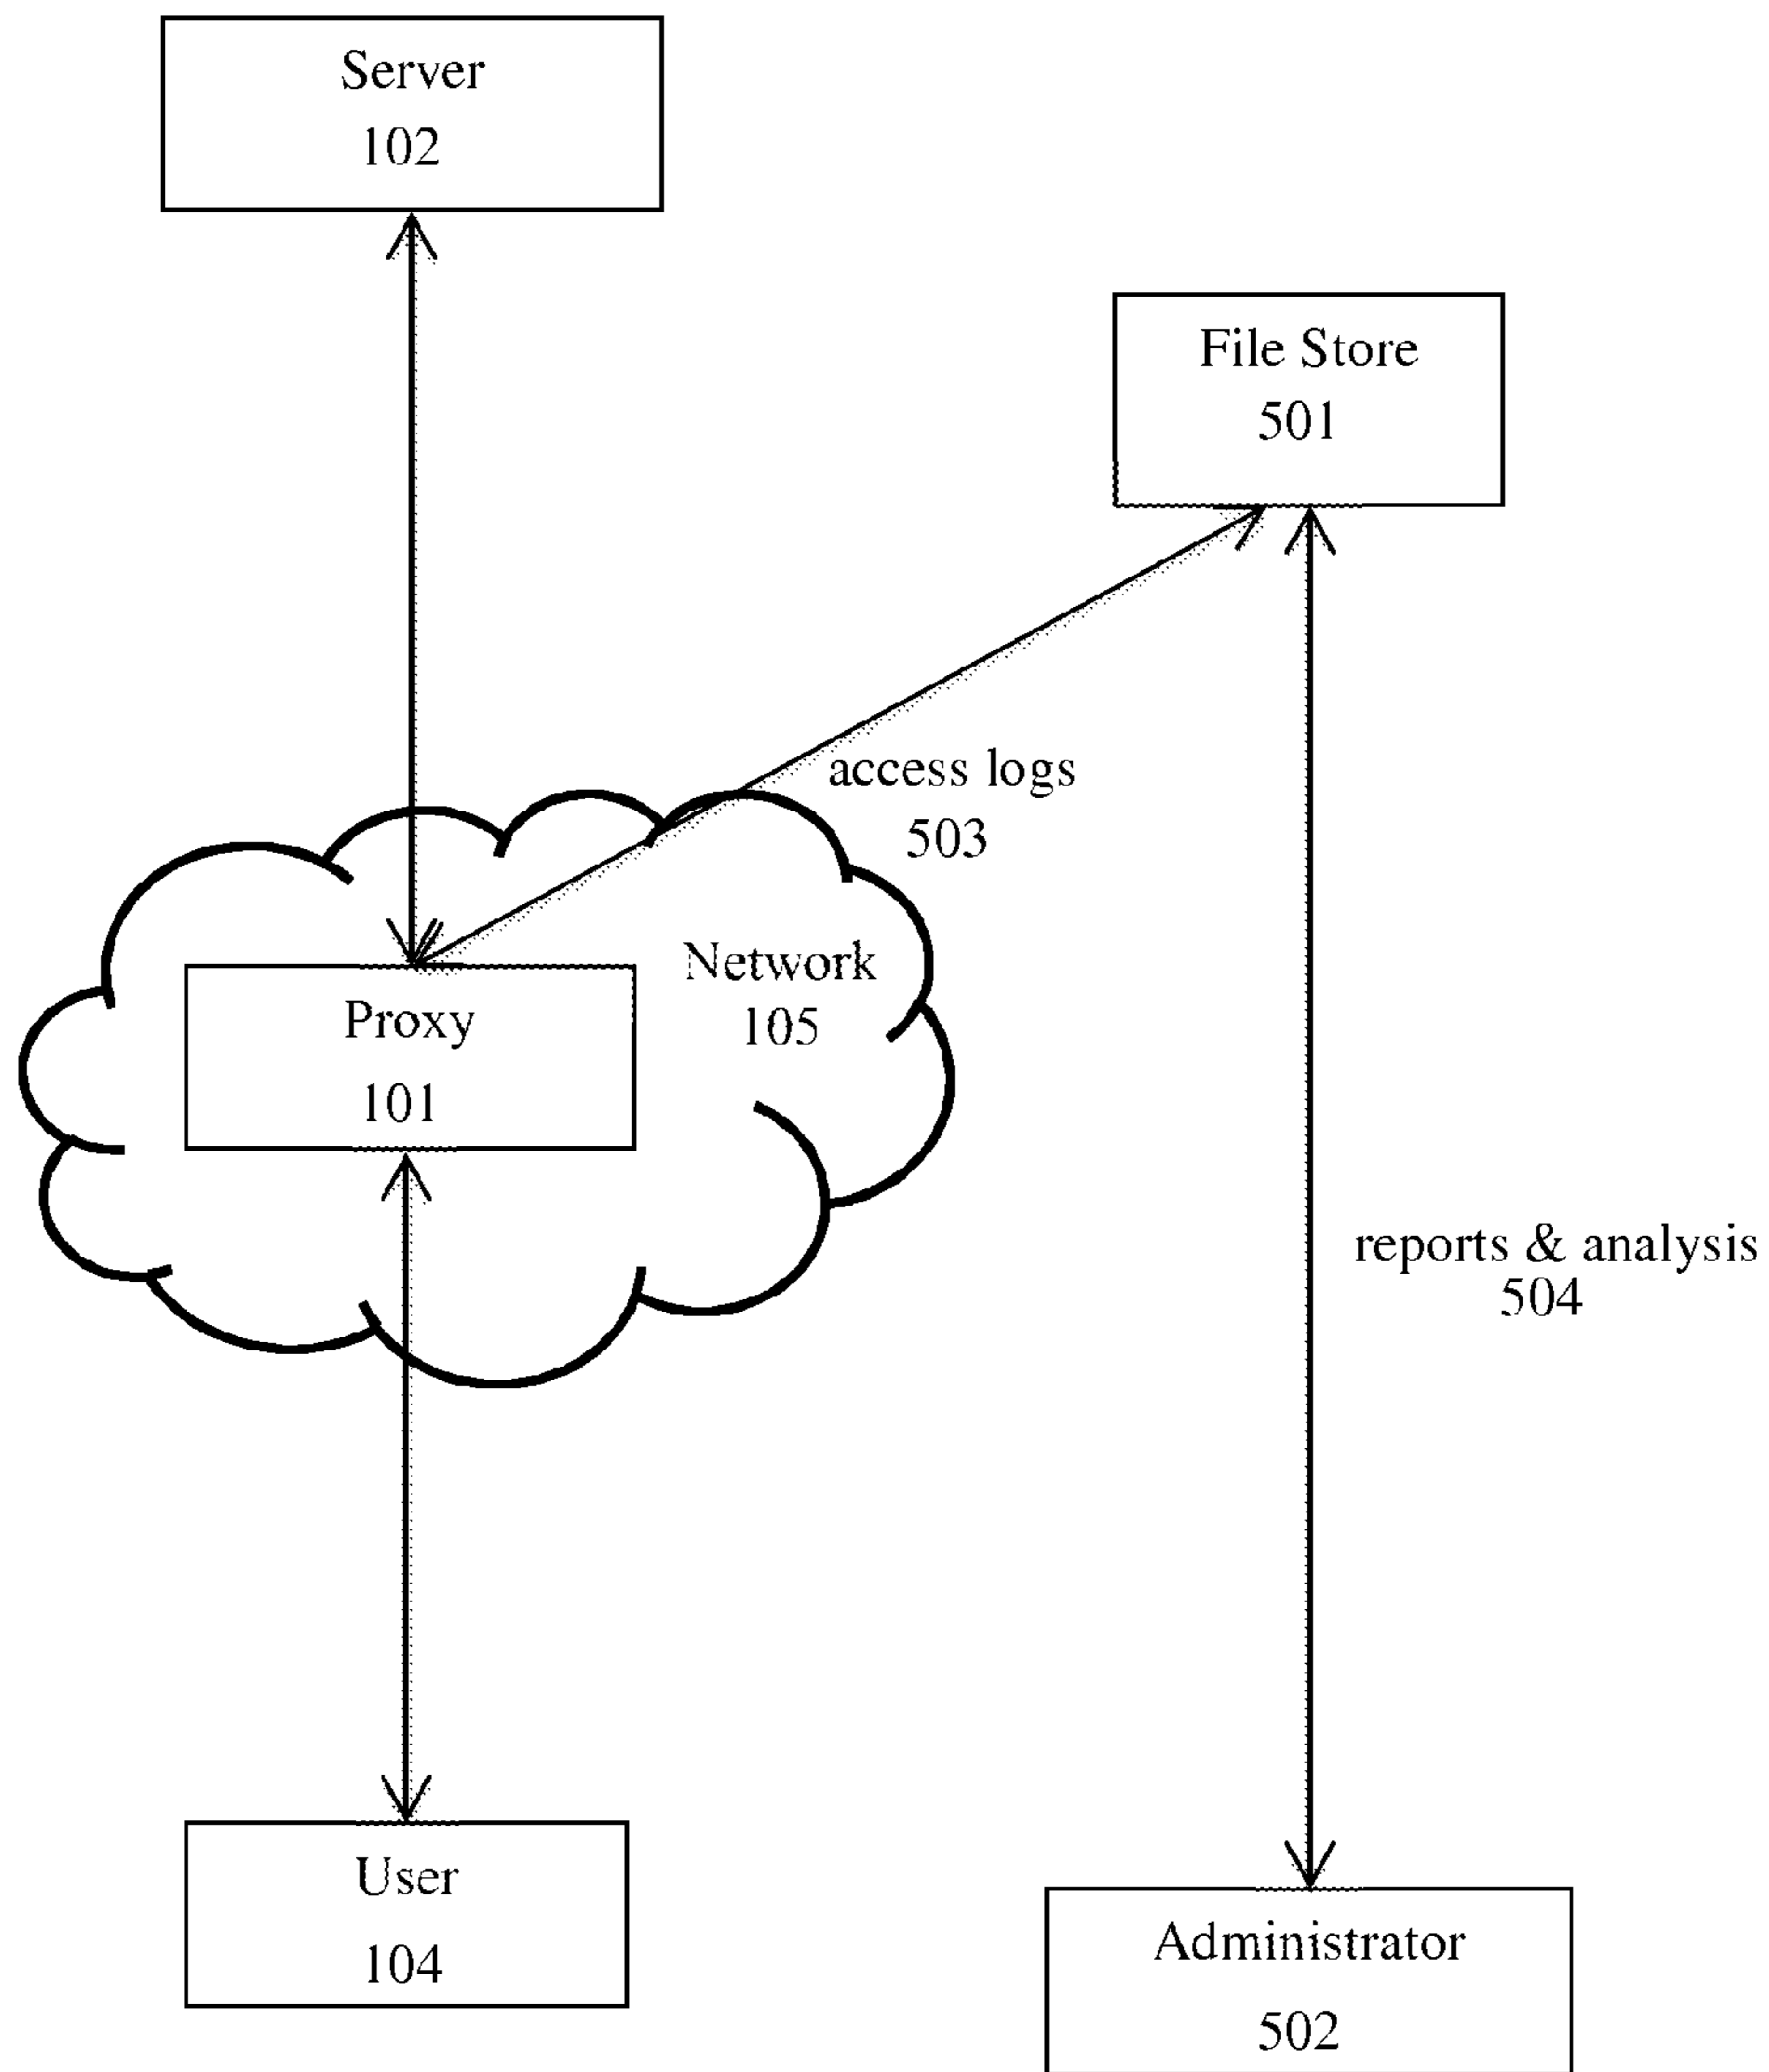 Server
102
File Store
501
access logs
503
Network
105
Proxy
101
reports & analysis
504
User
104
Administrator
502